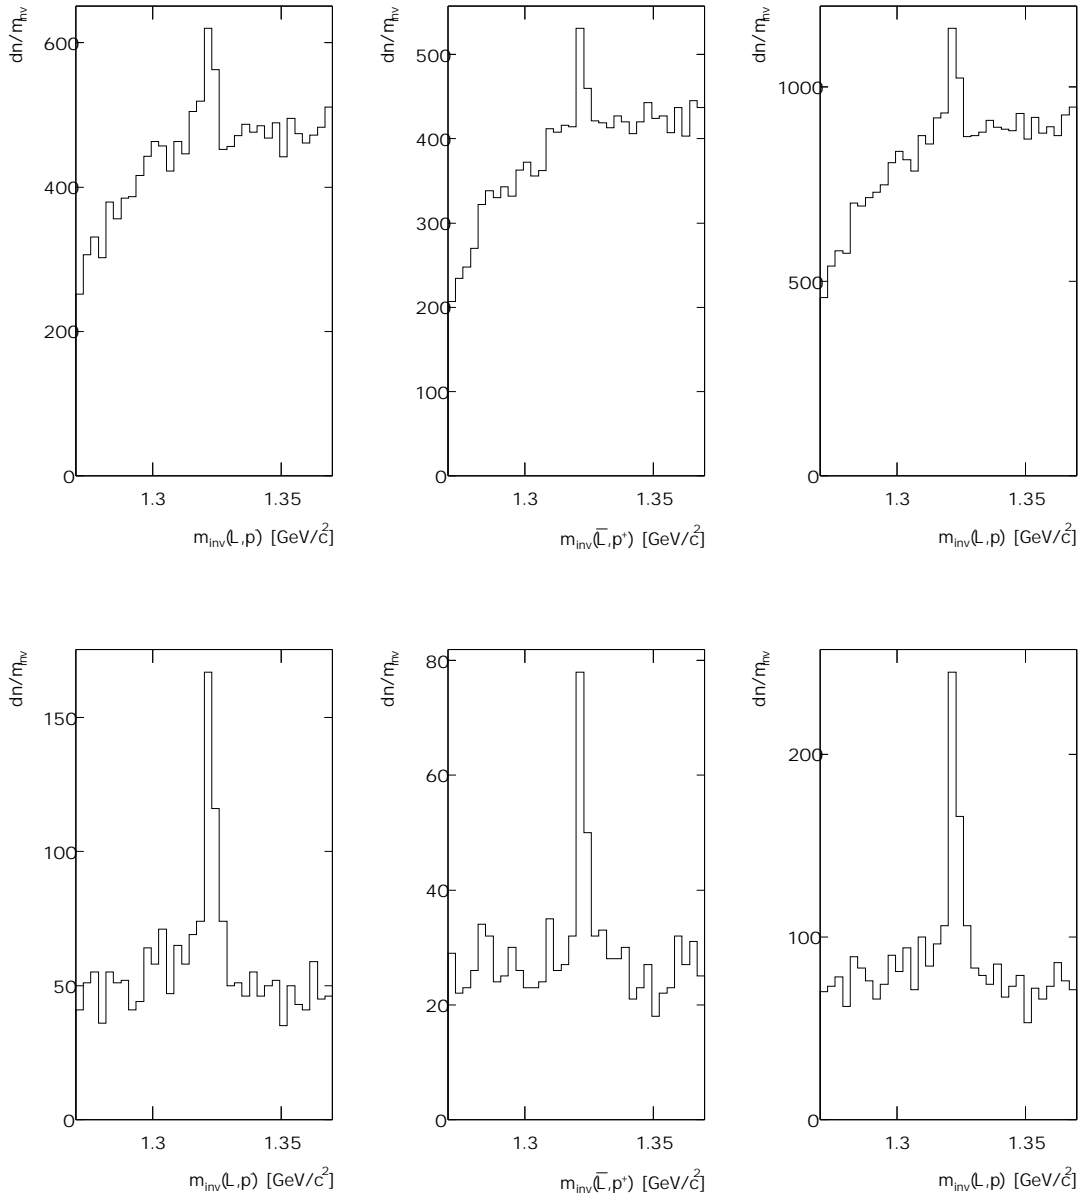 dn/m_inv dn/m_inv dn/m_inv
600 500 1000
400 400 500
200 300 0
0 200
100
0
1.3 1.35 1.3 1.35 1.3 1.35
m_inv(L,p) [GeV/c²] m_inv(L̅,p⁺) [GeV/c²] m_inv(L,p) [GeV/c²]
dn/m_inv dn/m_inv dn/m_inv
150 80 200
100 60 100
50 40 0
0 20
0
1.3 1.35 1.3 1.35 1.3 1.35
m_inv(L,p) [GeV/c²] m_inv(L̅,p⁺) [GeV/c²] m_inv(L,p) [GeV/c²]